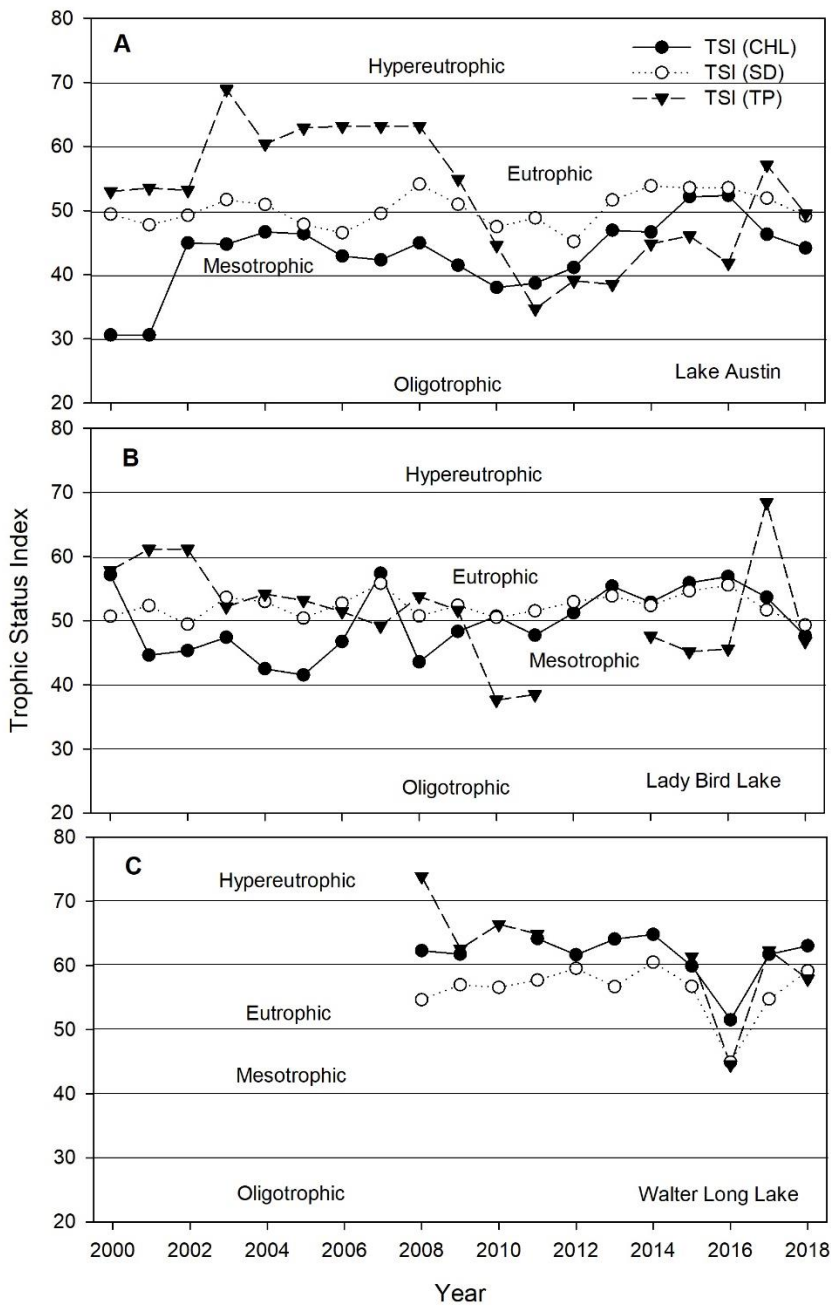 80
A
TSI (CHL)
Hypereutrophic
TSI (SD)
70
TSI (TP)
60
Eutrophic
50
Mesotrophic
40
30
Lake Austin
Oligotrophic
20
80
B
Hypereutrophic
70
60
Eutrophic
50
Mesotrophic
40
30
Lady Bird Lake
Oligotrophic
20
80
C
Hypereutrophic
70
60
Eutrophic
50
Mesotrophic
40
30
Oligotrophic
Walter Long Lake
20
2000 2002 2004 2006 2008 2010 2012 2014 2016 2018
Year
Trophic Status Index